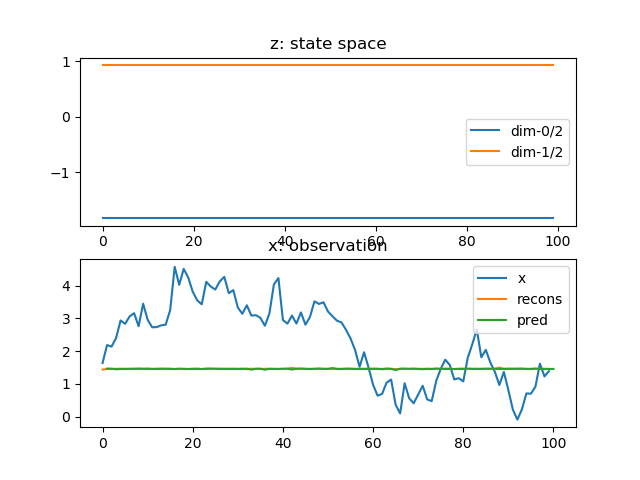 z: state space
1
0
−1
dim-0/2
dim-1/2
0 20 40 60 80 100
x: observation
4
3
2
1
0
x
recons
pred
0 20 40 60 80 100